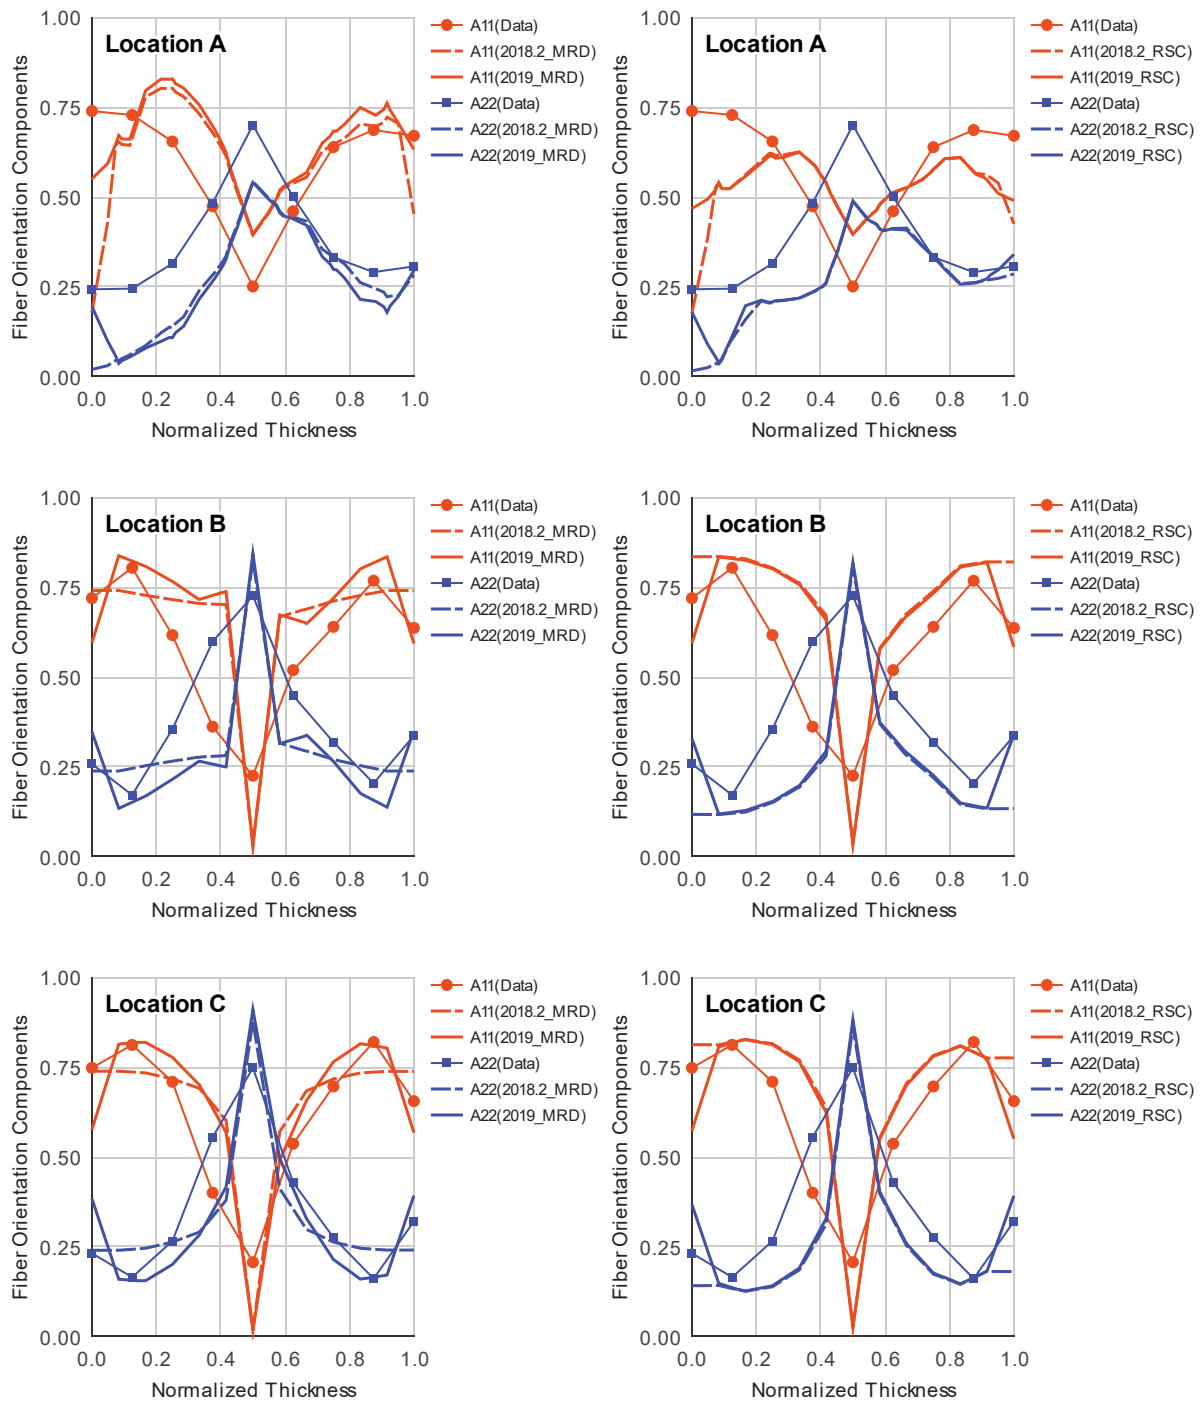 Location A
Fiber Orientation Components
1.00
0.75
0.50
0.25
0.00
0.0 0.2 0.4 0.6 0.8 1.0
Normalized Thickness
A11(Data)
A11(2018.2_MRD)
A11(2019_MRD)
A22(Data)
A22(2018.2_MRD)
A22(2019_MRD)
Location A
Fiber Orientation Components
1.00
0.75
0.50
0.25
0.00
0.0 0.2 0.4 0.6 0.8 1.0
Normalized Thickness
A11(Data)
A11(2018.2_RSC)
A11(2019_RSC)
A22(Data)
A22(2018.2_RSC)
A22(2019_RSC)
Location B
Fiber Orientation Components
1.00
0.75
0.50
0.25
0.00
0.0 0.2 0.4 0.6 0.8 1.0
Normalized Thickness
A11(Data)
A11(2018.2_MRD)
A11(2019_MRD)
A22(Data)
A22(2018.2_MRD)
A22(2019_MRD)
Location B
Fiber Orientation Components
1.00
0.75
0.50
0.25
0.00
0.0 0.2 0.4 0.6 0.8 1.0
Normalized Thickness
A11(Data)
A11(2018.2_RSC)
A11(2019_RSC)
A22(Data)
A22(2018.2_RSC)
A22(2019_RSC)
Location C
Fiber Orientation Components
1.00
0.75
0.50
0.25
0.00
0.0 0.2 0.4 0.6 0.8 1.0
Normalized Thickness
A11(Data)
A11(2018.2_MRD)
A11(2019_MRD)
A22(Data)
A22(2018.2_MRD)
A22(2019_MRD)
Location C
Fiber Orientation Components
1.00
0.75
0.50
0.25
0.00
0.0 0.2 0.4 0.6 0.8 1.0
Normalized Thickness
A11(Data)
A11(2018.2_RSC)
A11(2019_RSC)
A22(Data)
A22(2018.2_RSC)
A22(2019_RSC)